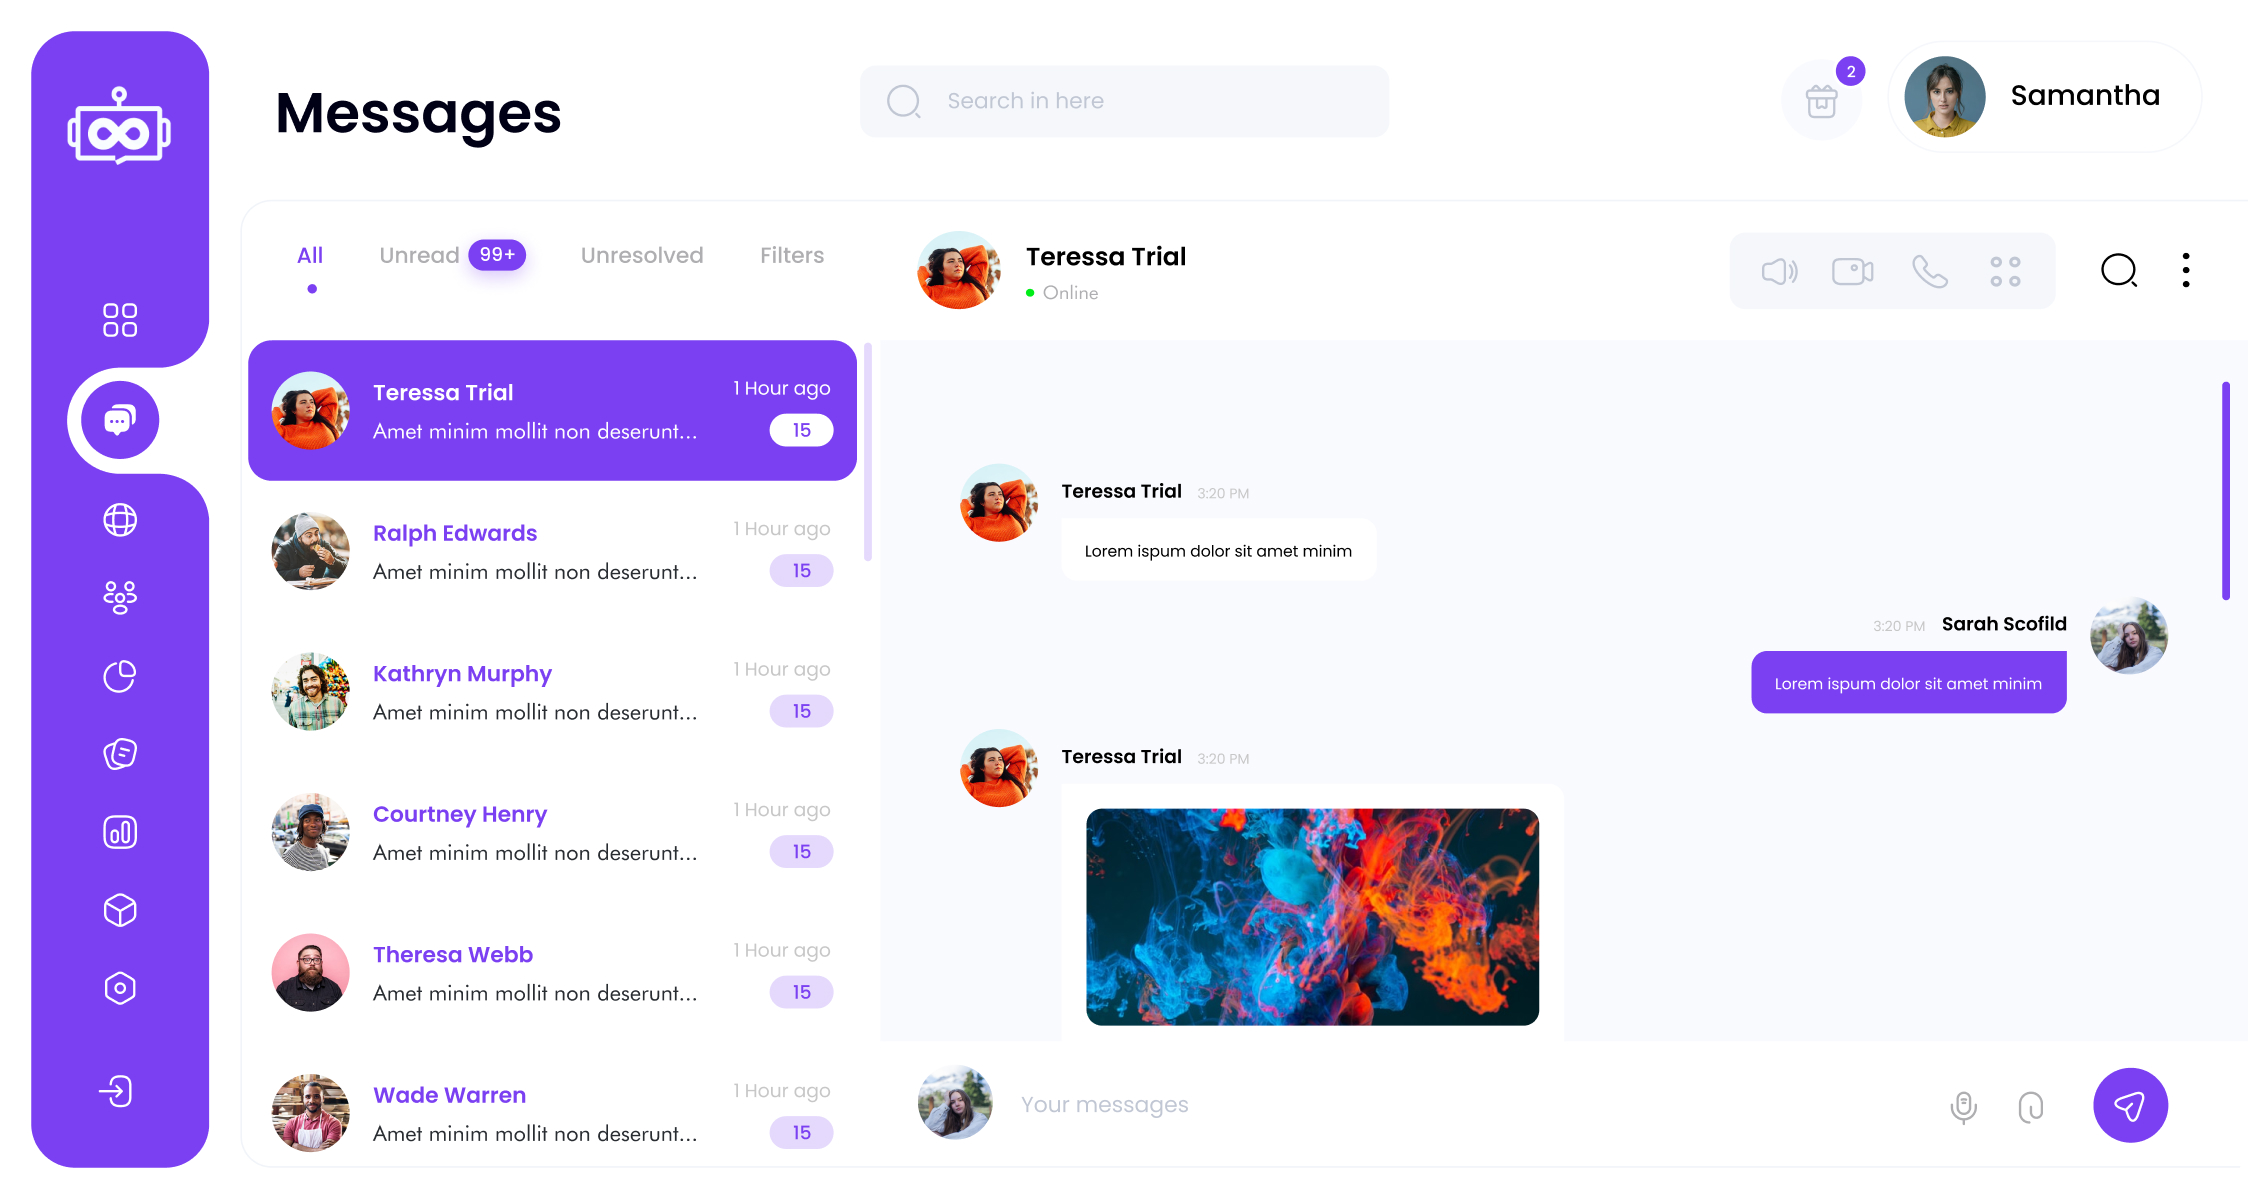 Messages
Search in here
2
Samantha
All
Unread 99+
Unresolved
Filters
Teressa Trial
1 Hour ago
Amet minim mollit non deserunt...
15
Ralph Edwards
1 Hour ago
Amet minim mollit non deserunt...
15
Kathryn Murphy
1 Hour ago
Amet minim mollit non deserunt...
15
Courtney Henry
1 Hour ago
Amet minim mollit non deserunt...
15
Theresa Webb
1 Hour ago
Amet minim mollit non deserunt...
15
Wade Warren
1 Hour ago
Amet minim mollit non deserunt...
15
Teressa Trial
Online
Teressa Trial 3:20 PM
Lorem ispum dolor sit amet minim
3:20 PM Sarah Scofild
Lorem ispum dolor sit amet minim
Teressa Trial 3:20 PM
Your messages